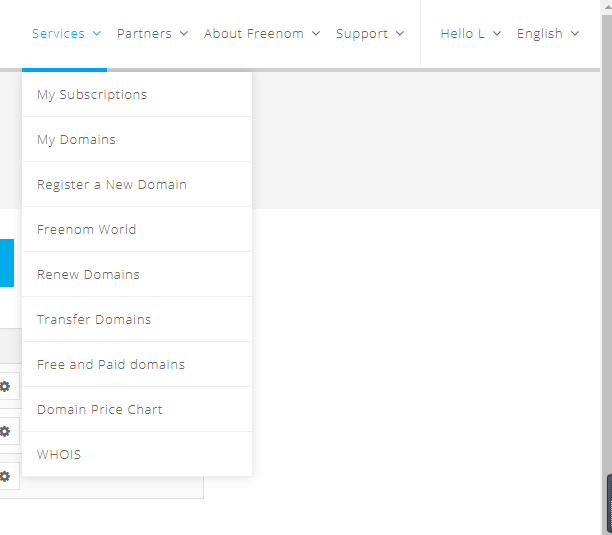 Services Partners About Freenom Support Hello L English
My Subscriptions
My Domains
Register a New Domain
Freenom World
Renew Domains
Transfer Domains
Free and Paid domains
Domain Price Chart
WHOIS